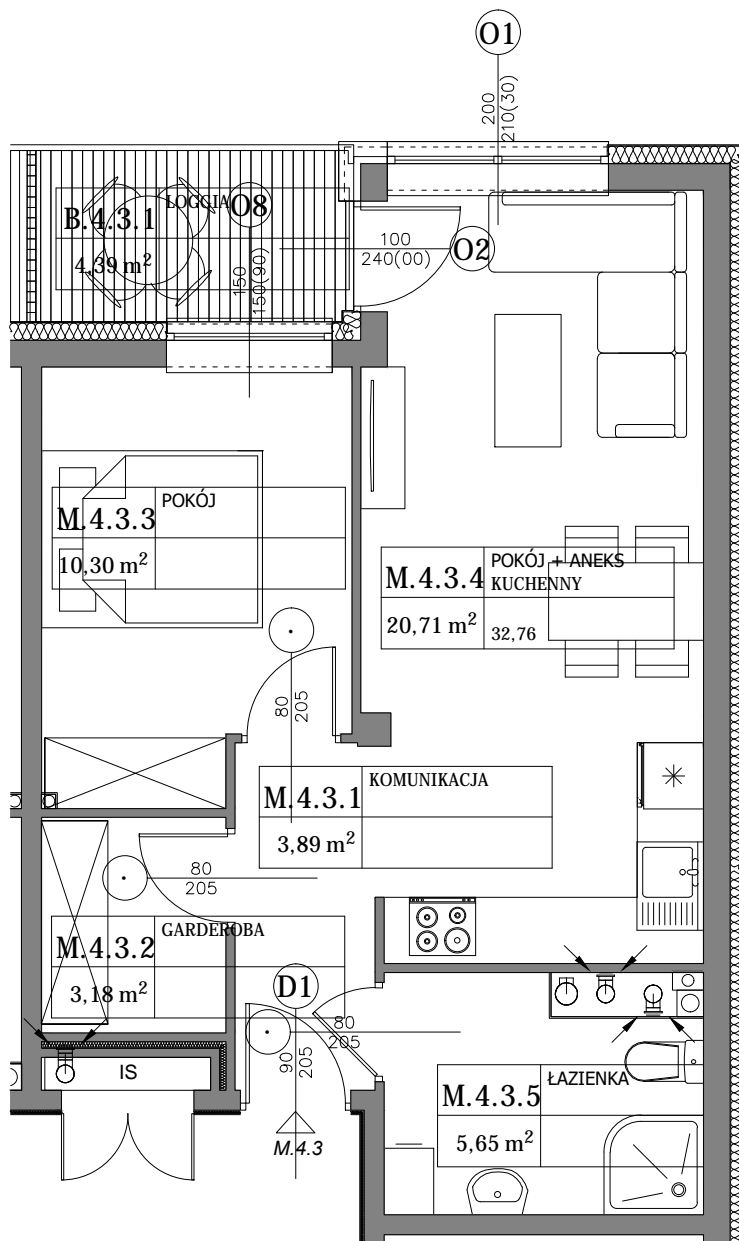 O1
200
210(30)
B.4.3.1
LOGGIA
O8
4,39 m²
150
150(90)
100
240(00)
O2
M.4.3.3
POKÓJ
10,30 m²
M.4.3.4
POKÓJ + ANEKS
KUCHENNY
20,71 m²
32,76
80
205
M.4.3.1
KOMUNIKACJA
3,89 m²
80
205
M.4.3.2
GARDEROBA
3,18 m²
D1
80
205
90
205
IS
M.4.3
M.4.3.5
ŁAZIENKA
5,65 m²